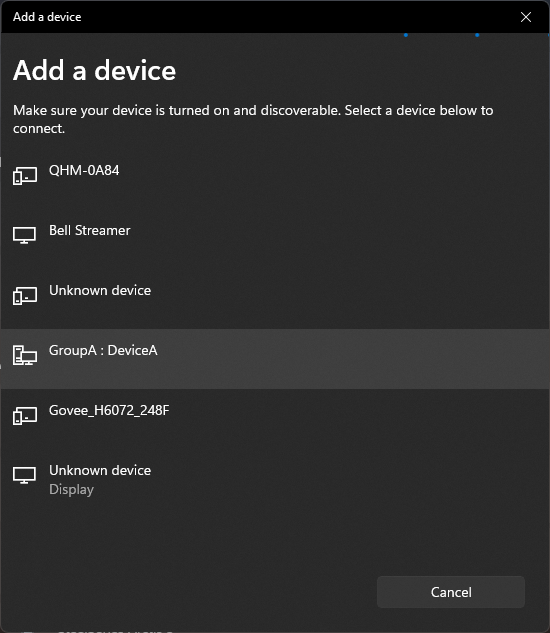 Add a device
Add a device
Make sure your device is turned on and discoverable. Select a device below to
connect.
QHM-0A84
Bell Streamer
Unknown device
GroupA : DeviceA
Govee_H6072_248F
Unknown device
Display
Cancel